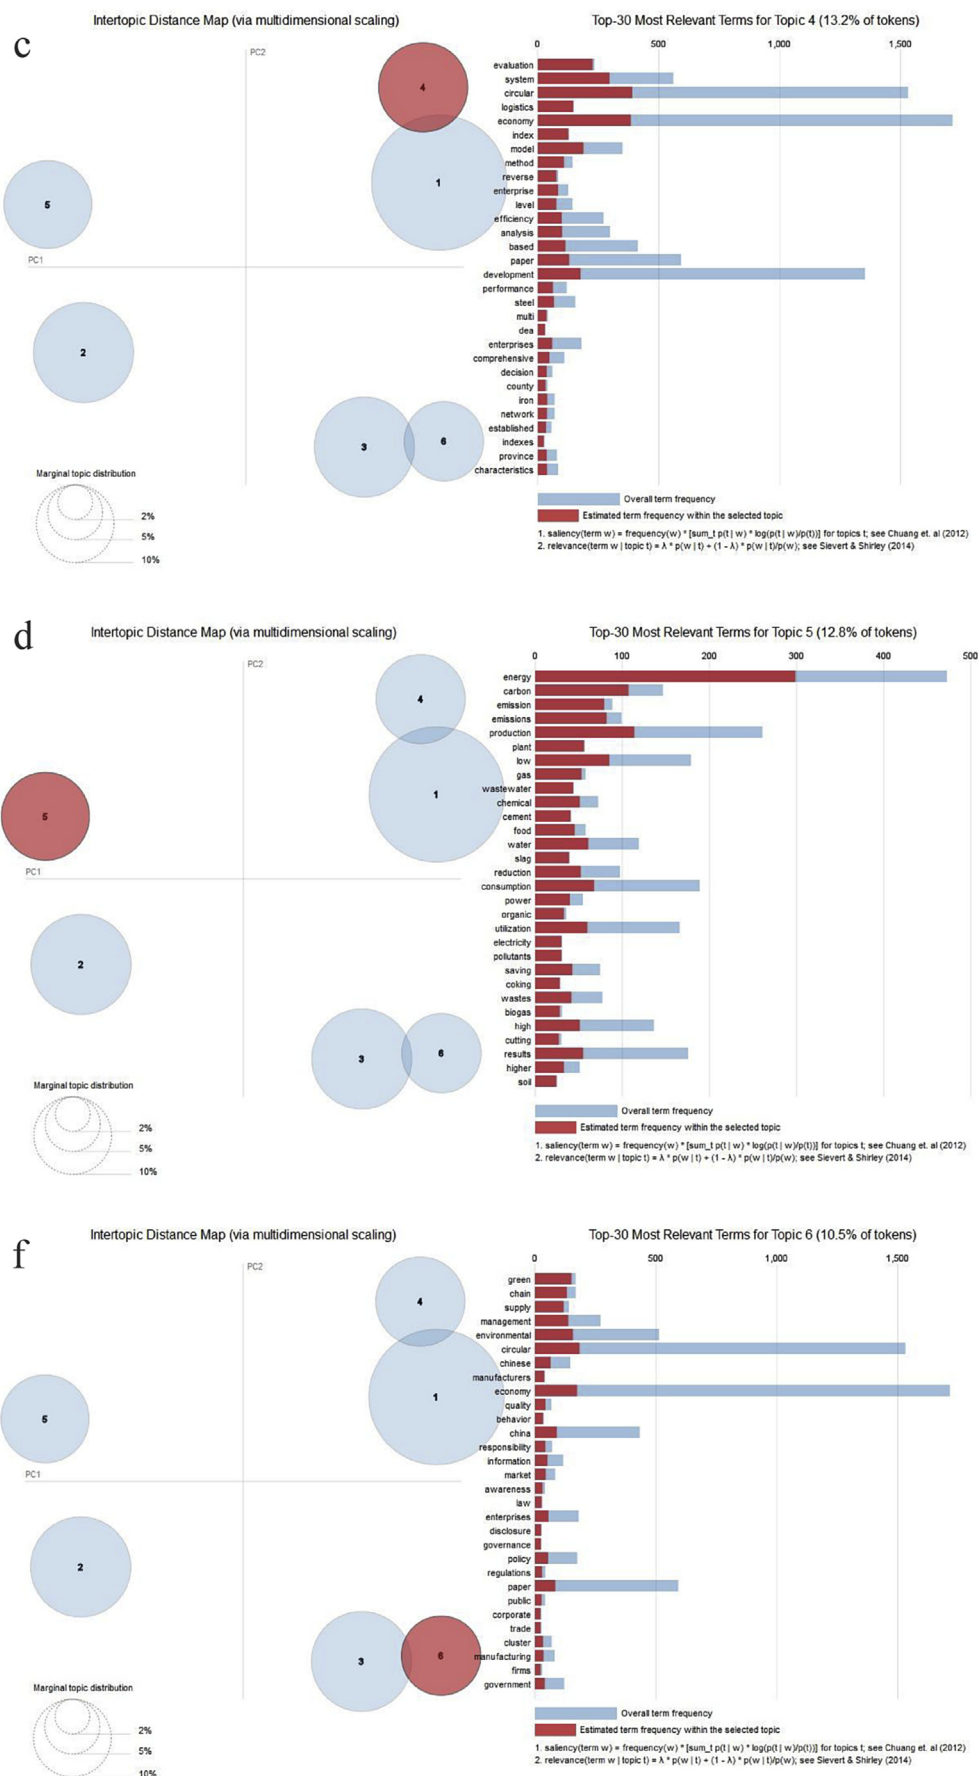 c
Intertopic Distance Map (via multidimensional scaling)
Top-30 Most Relevant Terms for Topic 4 (13.2% of tokens)
PC2
0 500 1,000 1,500
4
1
5
PC1
2
3
6
evaluation
system
circular
logistics
economy
index
model
method
reverse
enterprise
level
efficiency
analysis
based
paper
development
performance
steel
multi
dea
enterprises
comprehensive
decision
county
iron
network
established
indexes
province
characteristics
Marginal topic distribution
2%
5%
10%
Overall term frequency
Estimated term frequency within the selected topic
1. saliency(term w) = frequency(w) * [sum_t p(t | w) * log(p(t | w)/p(t))] for topics t; see Chuang et. al (2012)
2. relevance(term w | topic t) = λ * p(w | t) + (1 - λ) * p(w | t)/p(w); see Sievert & Shirley (2014)
d
Intertopic Distance Map (via multidimensional scaling)
Top-30 Most Relevant Terms for Topic 5 (12.8% of tokens)
PC2
0 100 200 300 400 500
4
1
5
PC1
2
3
6
energy
carbon
emission
emissions
production
plant
low
gas
wastewater
chemical
cement
food
water
slag
reduction
consumption
power
organic
utilization
electricity
pollutants
saving
coking
wastes
biogas
high
cutting
results
higher
soil
Marginal topic distribution
2%
5%
10%
Overall term frequency
Estimated term frequency within the selected topic
1. saliency(term w) = frequency(w) * [sum_t p(t | w) * log(p(t | w)/p(t))] for topics t; see Chuang et. al (2012)
2. relevance(term w | topic t) = λ * p(w | t) + (1 - λ) * p(w | t)/p(w); see Sievert & Shirley (2014)
f
Intertopic Distance Map (via multidimensional scaling)
Top-30 Most Relevant Terms for Topic 6 (10.5% of tokens)
PC2
0 500 1,000 1,500
4
1
5
PC1
2
3
6
green
chain
supply
management
environmental
circular
chinese
manufacturers
economy
quality
behavior
china
responsibility
information
market
awareness
law
enterprises
disclosure
governance
policy
regulations
paper
public
corporate
trade
cluster
manufacturing
firms
government
Marginal topic distribution
2%
5%
10%
Overall term frequency
Estimated term frequency within the selected topic
1. saliency(term w) = frequency(w) * [sum_t p(t | w) * log(p(t | w)/p(t))] for topics t; see Chuang et. al (2012)
2. relevance(term w | topic t) = λ * p(w | t) + (1 - λ) * p(w | t)/p(w); see Sievert & Shirley (2014)